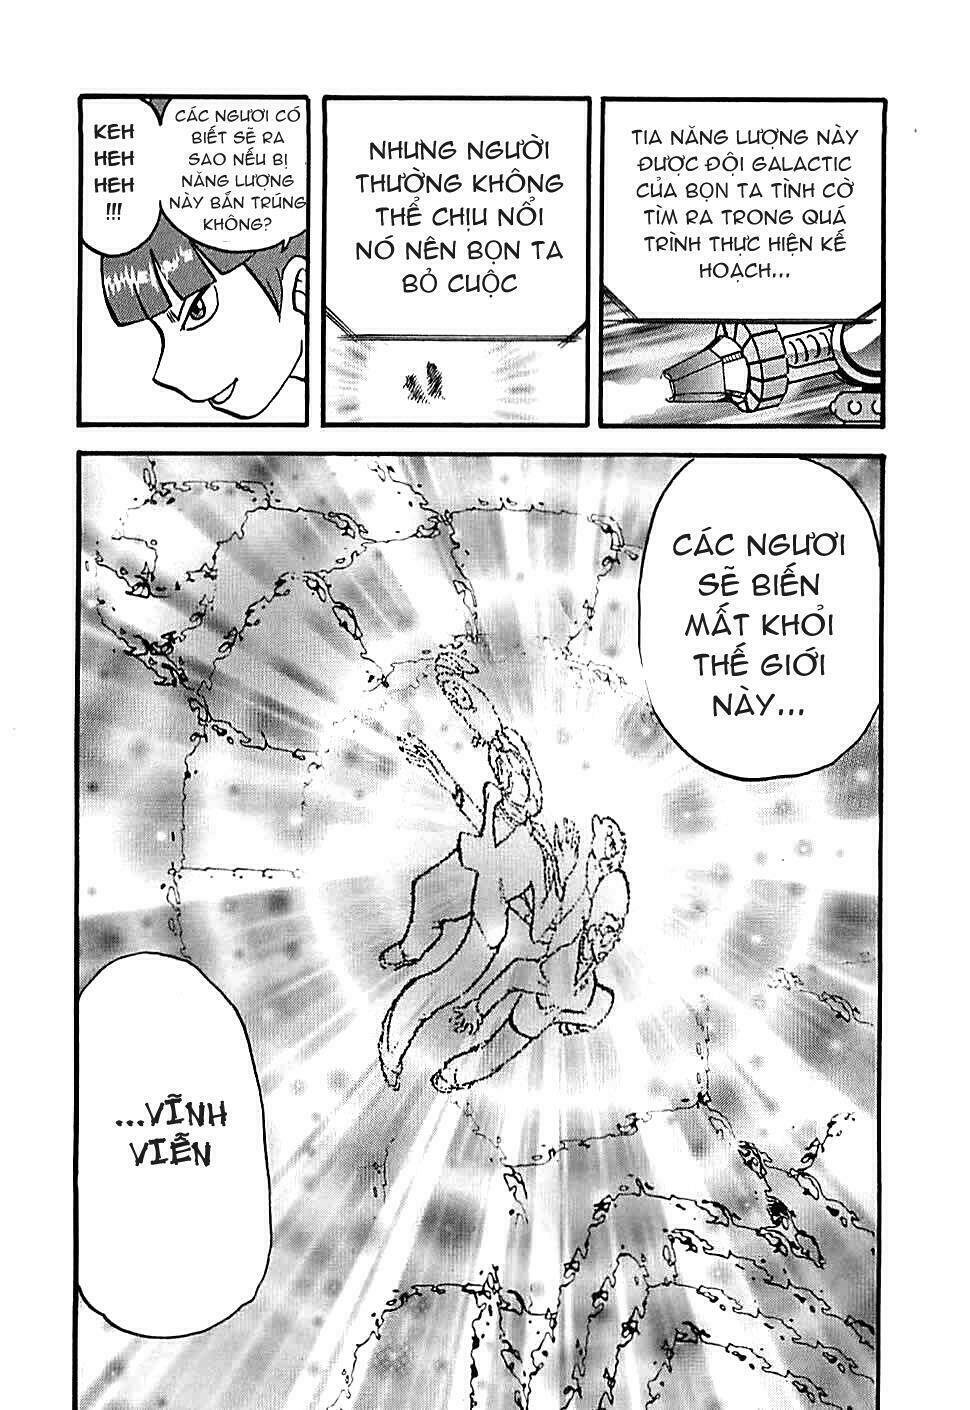 TIA NĂNG LƯỢNG NÀY
ĐƯỢC ĐỘI GALACTIC
CỦA BỌN TA TÌNH CỜ
TÌM RA TRONG QUÁ
TRÌNH THỰC HIỆN KẾ
HOẠCH...
NHƯNG NGƯỜI
THƯỜNG KHÔNG
THỂ CHỊU NỔI
NÓ NÊN BỌN TA
BỎ CUỘC
CÁC NGƯƠI CÓ
BIẾT SẼ RA
SAO NẾU BỊ
NĂNG LƯỢNG
NÀY BẮN TRÚNG
KHÔNG?
KEH
HEH
HEH
!!!
CÁC NGƯƠI
SẼ BIẾN
MẤT KHỎI
THẾ GIỚI
NÀY...
...VĨNH
VIỄN